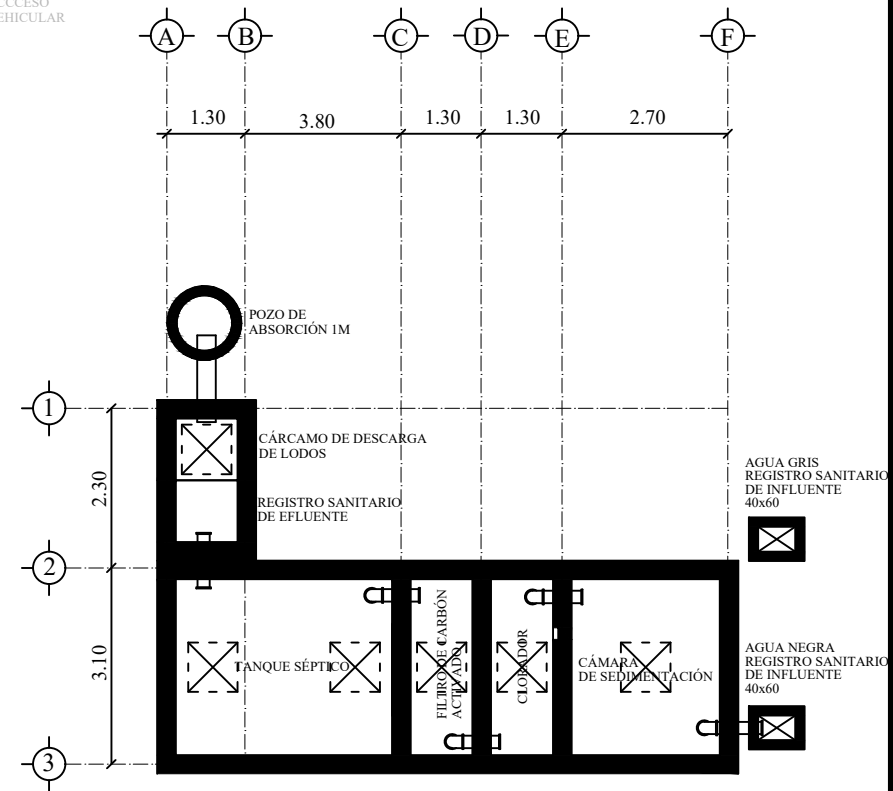 CCCESO
EHICULAR
A B C D E F
1.30 3.80 1.30 1.30 2.70
POZO DE
ABSORCIÓN 1M
1
CÁRCAMO DE DESCARGA
DE LODOS
2.30
REGISTRO SANITARIO
DE EFLUENTE
AGUA GRIS
REGISTRO SANITARIO
DE INFLUENTE
40x60
2
3.10
TANQUE SÉPTICO
FILTRO DE CARBÓN
ACTIVADO
CLORADOR
CÁMARA
DE SEDIMENTACIÓN
AGUA NEGRA
REGISTRO SANITARIO
DE INFLUENTE
40x60
3